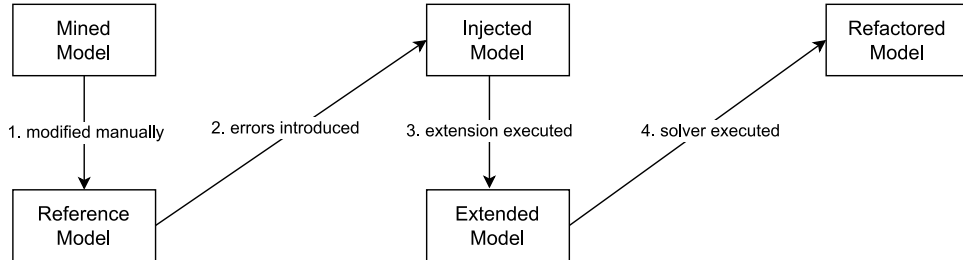 Mined
Model
1. modified manually
Reference
Model
2. errors introduced
Injected
Model
3. extension executed
Extended
Model
4. solver executed
Refactored
Model